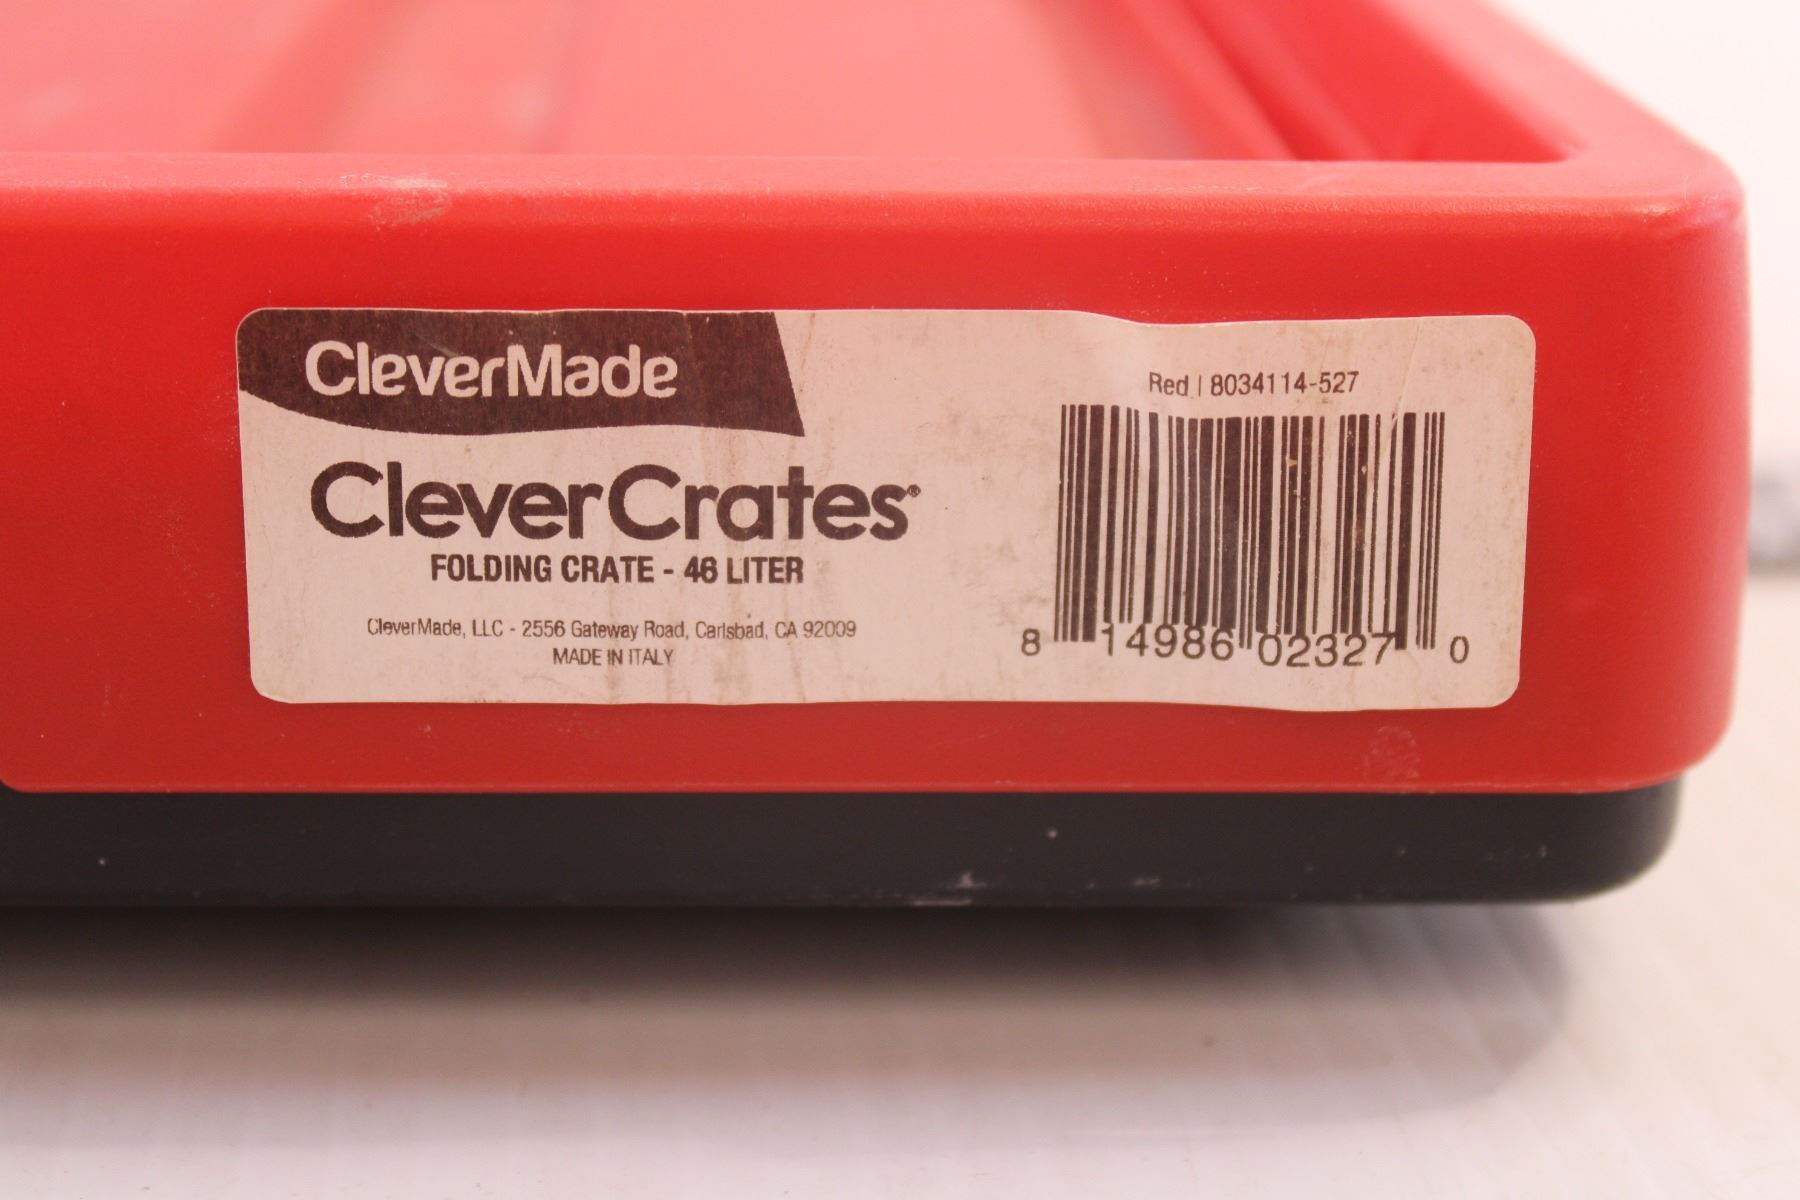 CleverMade
CleverCrates®
FOLDING CRATE - 46 LITER
CleverMade, LLC - 2556 Gateway Road, Carlsbad, CA 92009
MADE IN ITALY
Red | 8034114-527
8 14986 02327 0